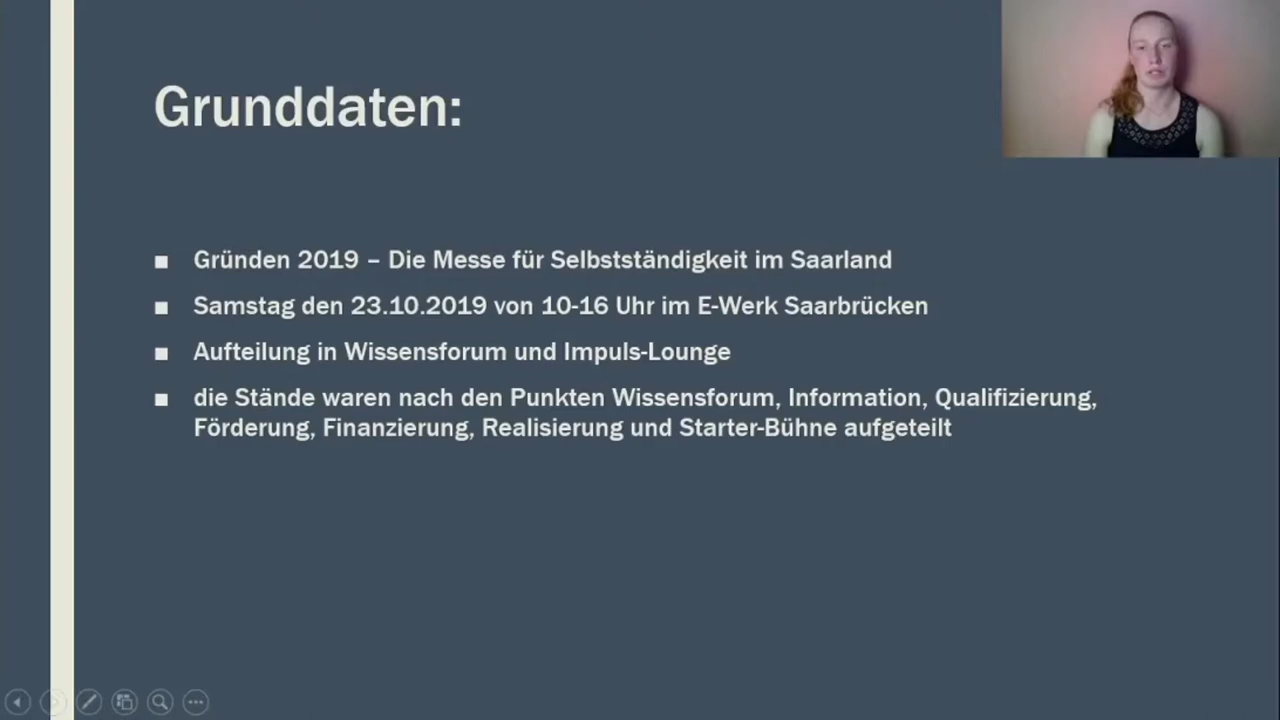 Grunddaten:
■ Gründen 2019 – Die Messe für Selbstständigkeit im Saarland
■ Samstag den 23.10.2019 von 10-16 Uhr im E-Werk Saarbrücken
■ Aufteilung in Wissensforum und Impuls-Lounge
■ die Stände waren nach den Punkten Wissensforum, Information, Qualifizierung,
Förderung, Finanzierung, Realisierung und Starter-Bühne aufgeteilt